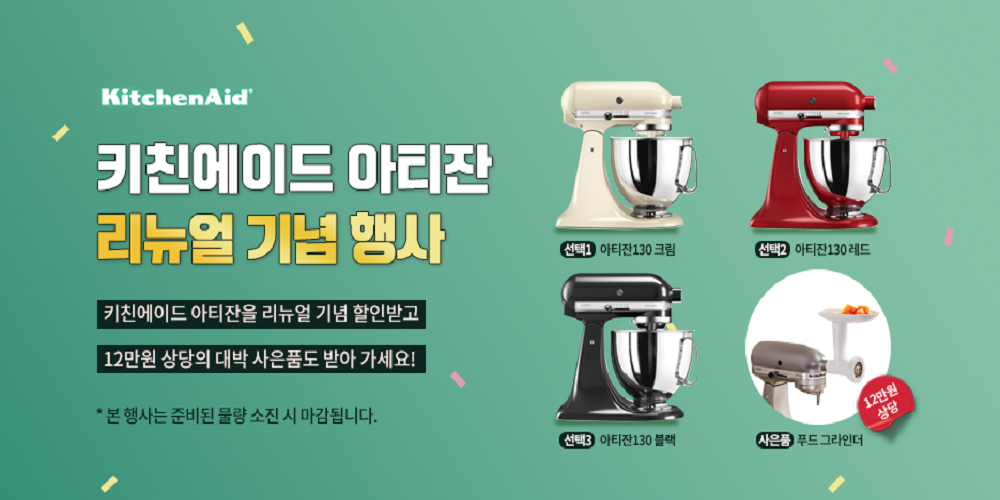 KitchenAid
키친에이드 아티잔
리뉴얼 기념 행사
키친에이드 아티잔을 리뉴얼 기념 할인받고
12만원 상당의 대박 사은품도 받아 가세요!
* 본 행사는 준비된 물량 소진 시 마감됩니다.
선택1 아티잔130 크림
선택2 아티잔130 레드
선택3 아티잔130 블랙
KitchenAid
12만원
상당
사은품 푸드 그라인더